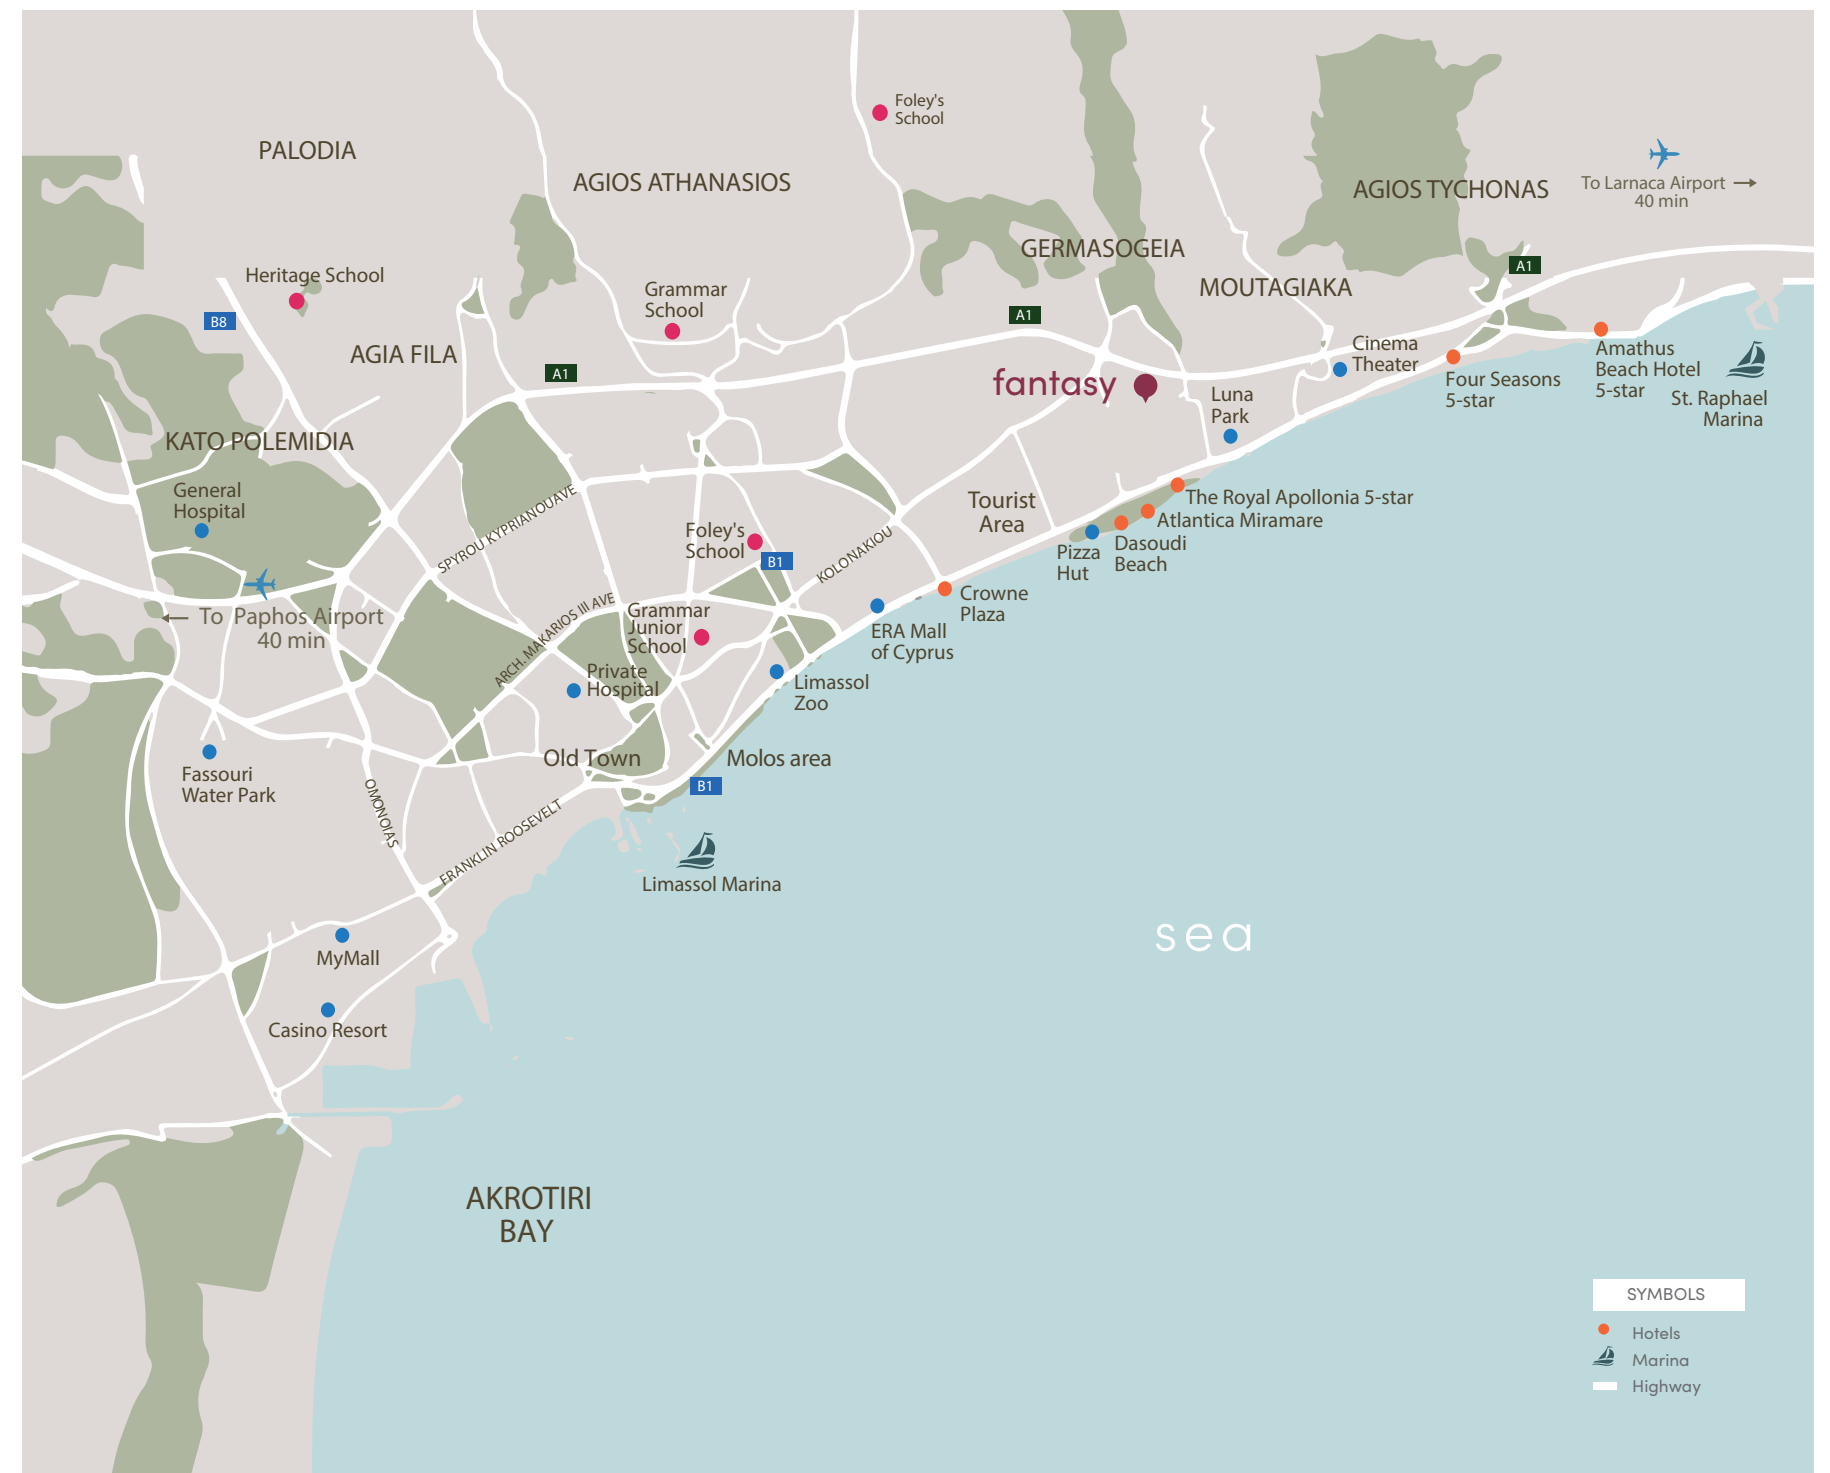 Foley's
School
PALODIA
AGIOS ATHANASIOS
AGIOS TYCHONAS
To Larnaca Airport
40 min
GERMASOGEIA
MOUTAGIAKA
A1
Heritage School
Grammar
School
B8
A1
AGIA FILA
A1
Cinema
Theater
Amathus
Beach Hotel
5-star
Four Seasons
5-star
St. Raphael
Marina
fantasy
Luna
Park
KATO POLEMIDIA
General
Hospital
SPYROU KYPRIANOUAVE
Tourist
Area
The Royal Apollonia 5-star
Atlantica Miramare
Dasoudi
Beach
Pizza
Hut
Foley's
School
B1
KOLONAKIOU
Crowne
Plaza
ERA Mall
of Cyprus
To Paphos Airport
40 min
ARCH. MAKARIOS III AVE
Grammar
Junior
School
Private
Hospital
Limassol
Zoo
Old Town
Molos area
B1
Fassouri
Water Park
OMONOIAS
FRANKLIN ROOSEVELT
Limassol Marina
sea
MyMall
Casino Resort
AKROTIRI
BAY
SYMBOLS
Hotels
Marina
Highway